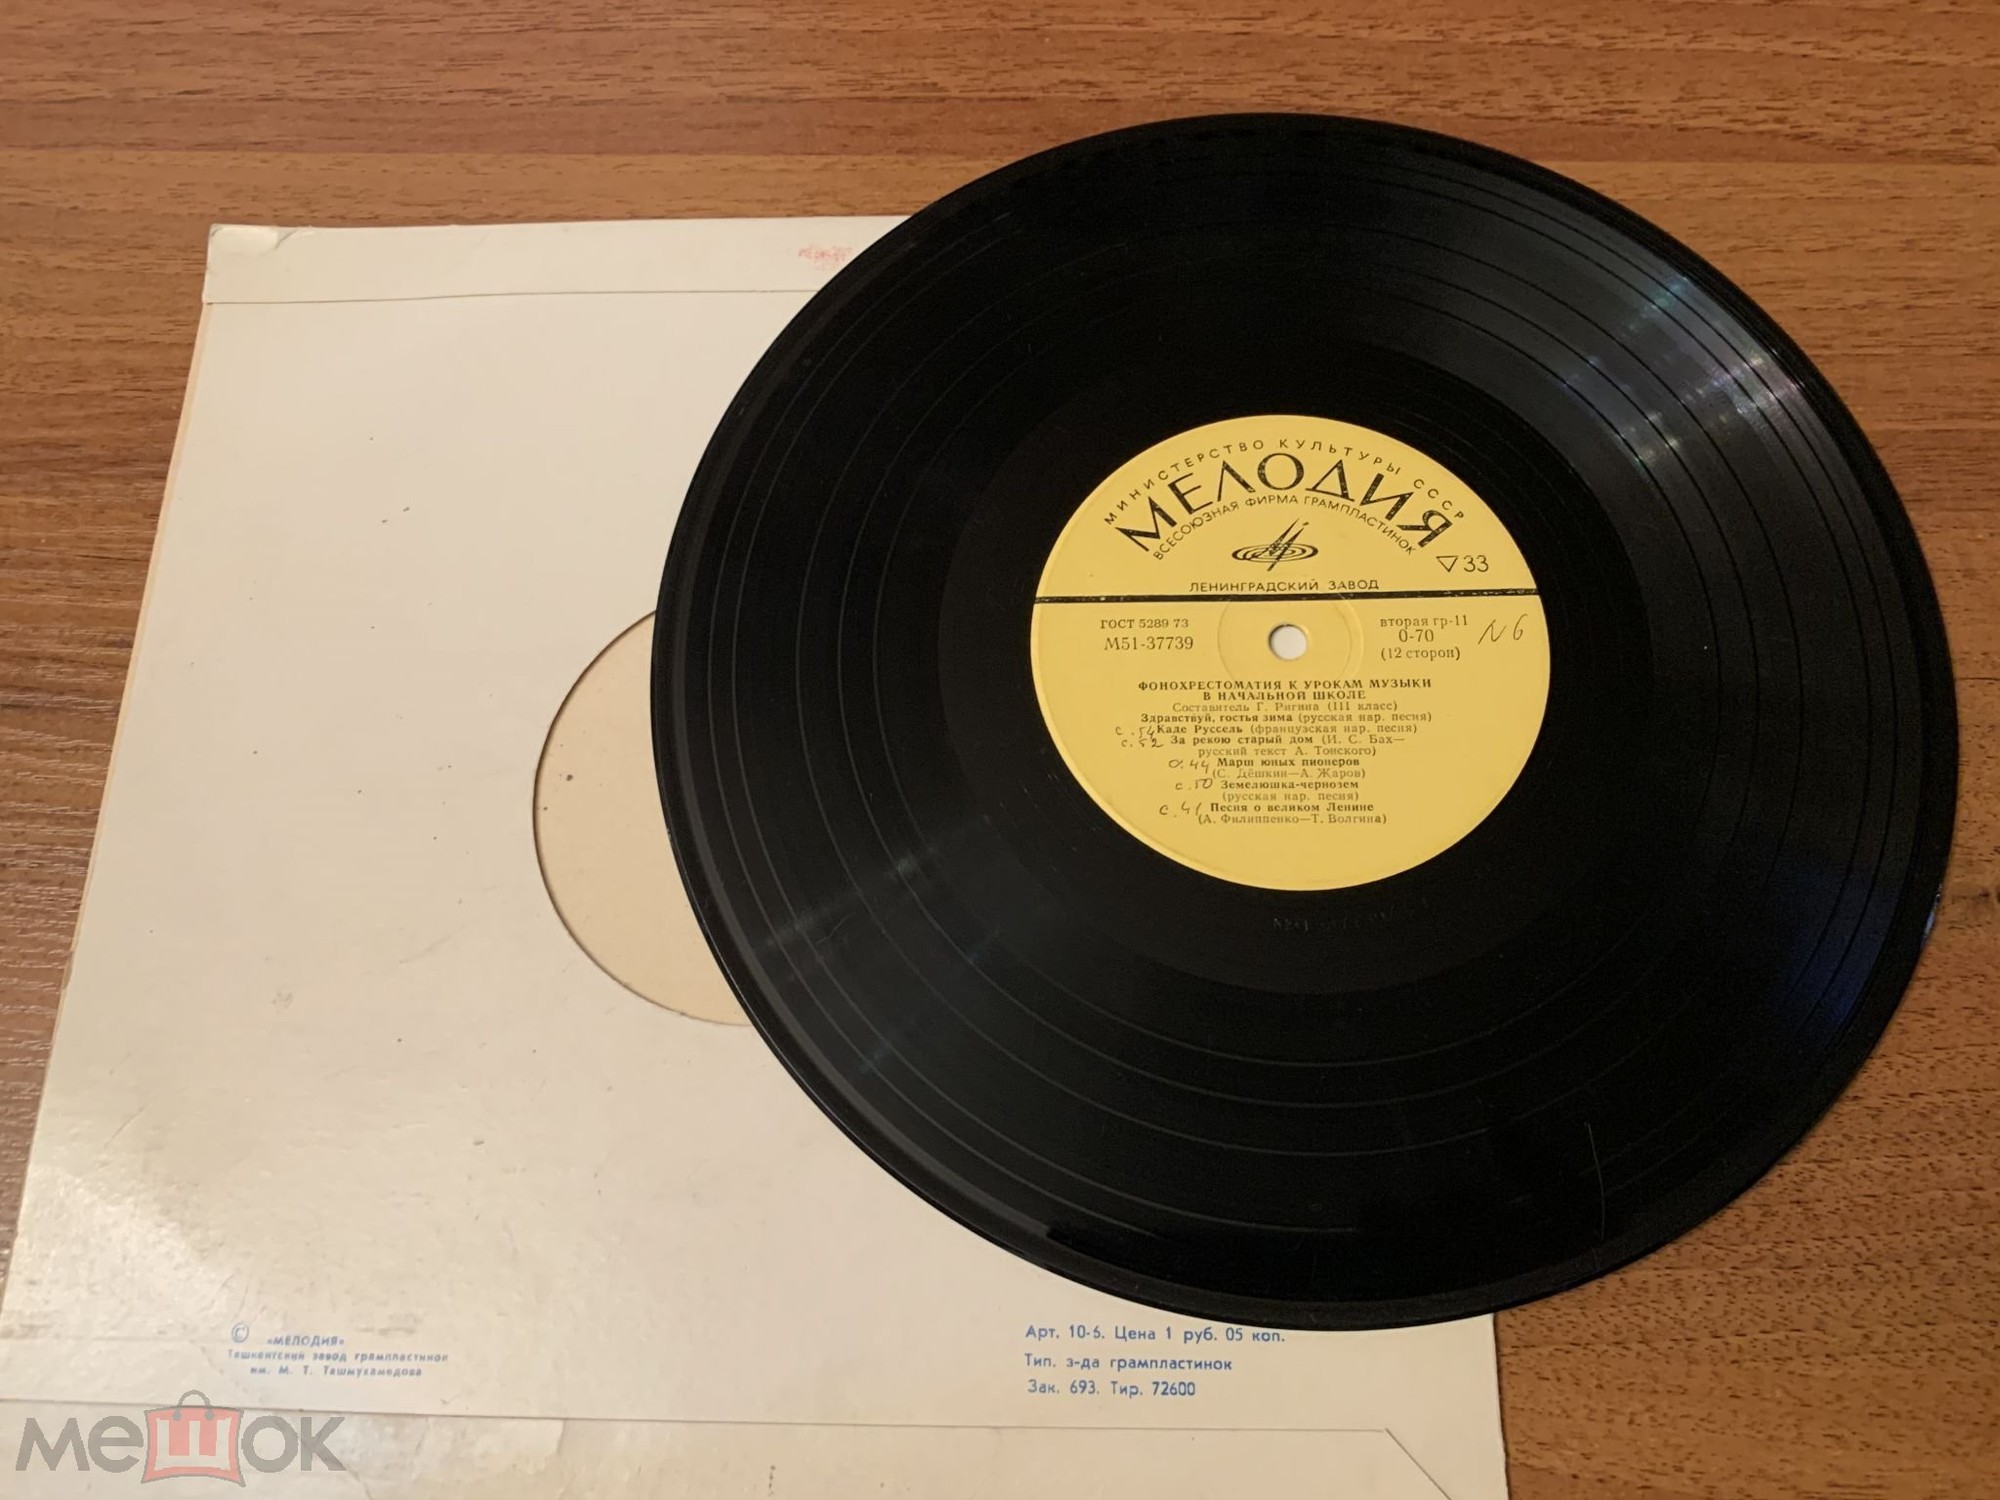 МИНИСТЕРСТВО КУЛЬТУРЫ СССР
МЕЛОДИЯ
ВСЕСОЮЗНАЯ ФИРМА ГРАМПЛАСТИНОК
▽33
ЛЕНИНГРАДСКИЙ ЗАВОД
ГОСТ 5289 73
М51-37739
вторая гр-11
0-70
(12 сторон)
N 6
ФОНОХРЕСТОМАТИЯ К УРОКАМ МУЗЫКИ
В НАЧАЛЬНОЙ ШКОЛЕ
Составитель Г. Ригина (III класс)
Здравствуй, гостья зима (русская нар. песня)
с. 54 Каде Руссель (французская нар. песня)
с. 52 За рекою старый дом (И. С. Бах—
русский текст А. Тонского)
с. 44 Марш юных пионеров
(С. Дёшкин—А. Жаров)
с. 50 Земелюшка-чернозем
(русская нар. песня)
с. 41 Песня о великом Ленине
(А. Филиппенко—Т. Волгина)
© «МЕЛОДИЯ»
Ташкентский завод грампластинок
им. М. Т. Ташмухамедова
Арт. 10-6. Цена 1 руб. 05 коп.
Тип. з-да грампластинок
Зак. 693. Тир. 72600
мешок